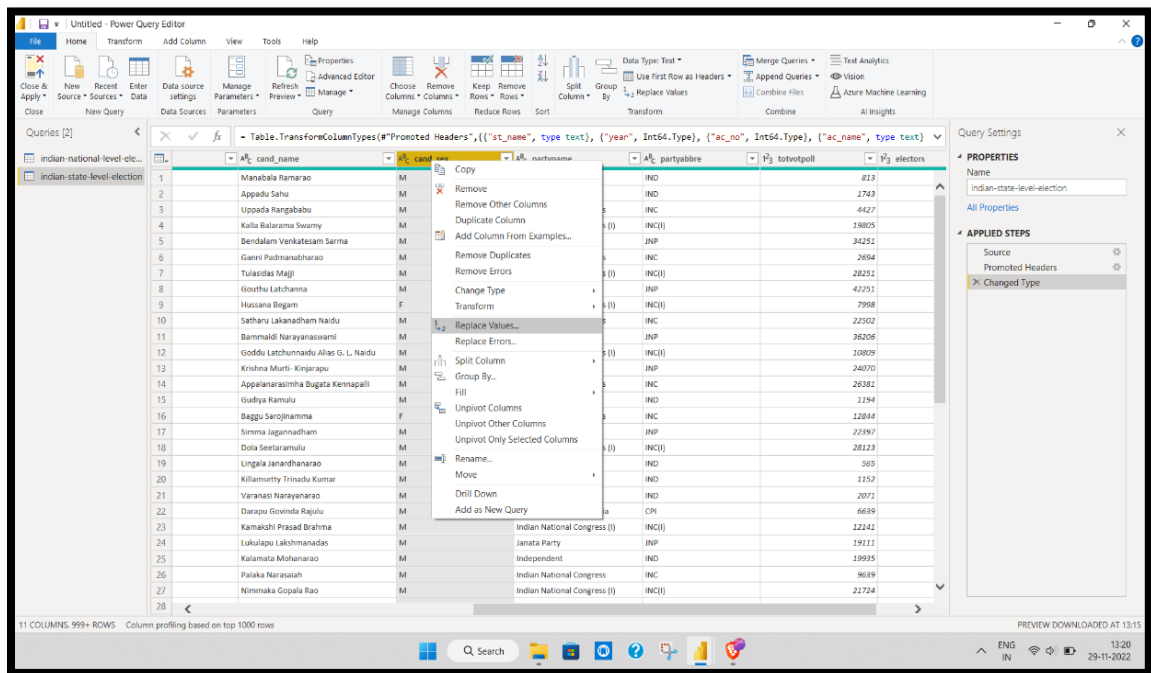 Untitled - Power Query Editor
File Home Transform Add Column View Tools Help
Close & Apply New Source Recent Sources Enter Data Data source settings Manage Parameters Refresh Preview Properties Advanced Editor Manage Choose Columns Remove Columns Keep Rows Remove Rows Split Column Group By Data Type: Text Use First Row as Headers Replace Values Merge Queries Append Queries Combine Files Text Analytics Vision Azure Machine Learning
Close New Query Data Sources Parameters Query Manage Columns Reduce Rows Sort Transform Combine AI Insights
Queries [2]
indian-national-level-ele...
indian-state-level-election
fx = Table.TransformColumnTypes(#"Promoted Headers",{{"st_name", type text}, {"year", Int64.Type}, {"ac_no", Int64.Type}, {"ac_name", type text}
cand_name cand_sex partyname partyabbre totvotpoll electors
1 Manabala Ramarao M IND 813
2 Appadu Sahu M IND 1743
3 Uppada Rangababu M s INC 4427
4 Kalla Balarama Swamy M s (I) INC(I) 19805
5 Bendalam Venkatesam Sarma M JNP 34251
6 Ganni Padmanabharao M s INC 2694
7 Tulasidas Majji M s (I) INC(I) 28251
8 Gouthu Latchanna M JNP 42251
9 Hussana Begam F s (I) INC(I) 7998
10 Satharu Lakanadham Naidu M s INC 22502
11 Bammaidi Narayanaswami M JNP 36206
12 Goddu Latchunnaidu Alias G. L. Naidu M s (I) INC(I) 10809
13 Krishna Murti- Kinjarapu M JNP 24070
14 Appalanarasimha Bugata Kennapalli M s INC 26381
15 Gudiya Ramulu M IND 1194
16 Baggu Sarojinamma F s INC 12844
17 Simma Jagannadham M JNP 22397
18 Dola Seetaramulu M s (I) INC(I) 28123
19 Lingala Janardhanarao M IND 565
20 Killamsetty Trinadu Kumar M IND 1152
21 Varanasi Narayanarao M IND 2071
22 Darapu Govinda Rajulu M ia CPI 6639
23 Kamakshi Prasad Brahma M Indian National Congress (I) INC(I) 12141
24 Lukulapu Lakshmanadas M Janata Party JNP 19111
25 Kalamata Mohanarao M Independent IND 19935
26 Palaka Narasaiah M Indian National Congress INC 9689
27 Nimmaka Gopala Rao M Indian National Congress (I) INC(I) 21724
28
Copy
Remove
Remove Other Columns
Duplicate Column
Add Column From Examples...
Remove Duplicates
Remove Errors
Change Type
Transform
Replace Values...
Replace Errors...
Split Column
Group By...
Fill
Unpivot Columns
Unpivot Other Columns
Unpivot Only Selected Columns
Rename...
Move
Drill Down
Add as New Query
Query Settings
PROPERTIES
Name
indian-state-level-election
All Properties
APPLIED STEPS
Source
Promoted Headers
Changed Type
11 COLUMNS, 999+ ROWS Column profiling based on top 1000 rows
PREVIEW DOWNLOADED AT 13:15
Search
ENG
IN
13:20
29-11-2022